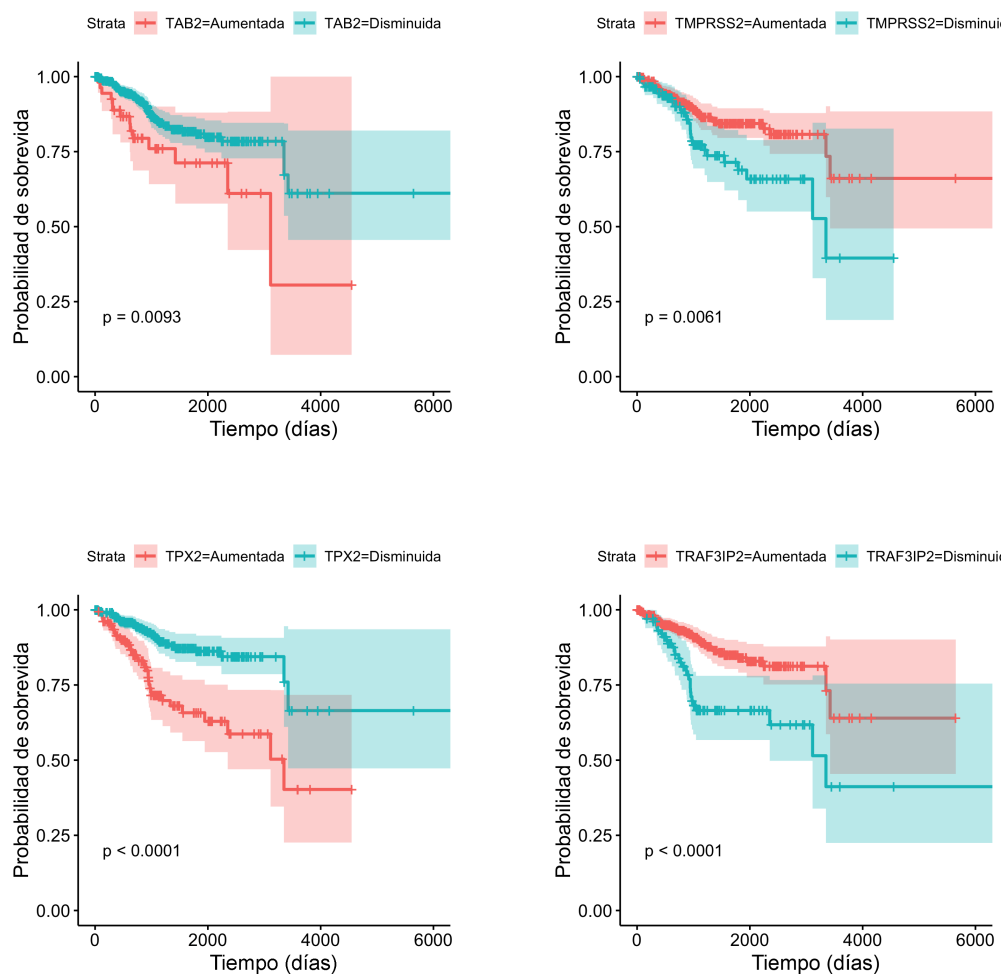 Strata TAB2=Aumentada TAB2=Disminuida
Probabilidad de sobrevida
1.00
0.75
0.50
0.25
0.00
p = 0.0093
0 2000 4000 6000
Tiempo (días)
Strata TMPRSS2=Aumentada TMPRSS2=Disminuid
Probabilidad de sobrevida
1.00
0.75
0.50
0.25
0.00
p = 0.0061
0 2000 4000 6000
Tiempo (días)
Strata TPX2=Aumentada TPX2=Disminuida
Probabilidad de sobrevida
1.00
0.75
0.50
0.25
0.00
p < 0.0001
0 2000 4000 6000
Tiempo (días)
Strata TRAF3IP2=Aumentada TRAF3IP2=Disminuid
Probabilidad de sobrevida
1.00
0.75
0.50
0.25
0.00
p < 0.0001
0 2000 4000 6000
Tiempo (días)